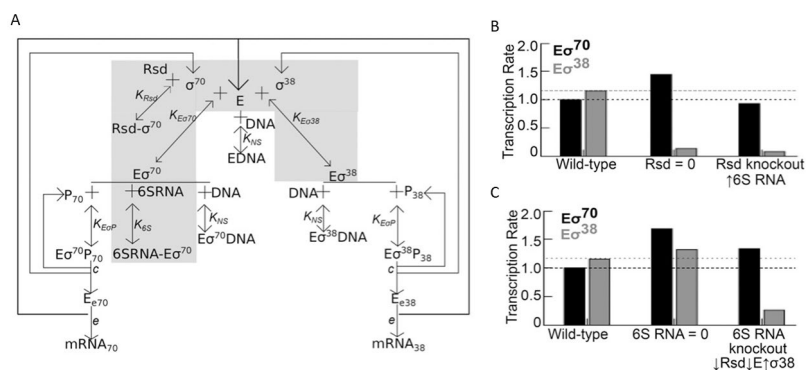 A
Rsd
+
σ70
+
E
+
σ38
KRsd
KEσ70
+DNA
KEσ38
Rsd-σ70
KNS
EDNA
Eσ70
Eσ38
P70
+
+
6SRNA
+
DNA
DNA
+
+
P38
KEσP
K6S
KNS
KNS
KEσP
Eσ70P70
6SRNA-Eσ70
Eσ70DNA
Eσ38DNA
Eσ38P38
c
c
Ee70
Ee38
e
e
mRNA70
mRNA38
B
Transcription Rate
2.0
1.5
1.0
0.5
0.0
Eσ70
Eσ38
Wild-type
Rsd = 0
Rsd knockout
↑6S RNA
C
Transcription Rate
2.0
1.5
1.0
0.5
0.0
Eσ70
Eσ38
Wild-type
6S RNA = 0
6S RNA
knockout
↓Rsd↓E↑σ38